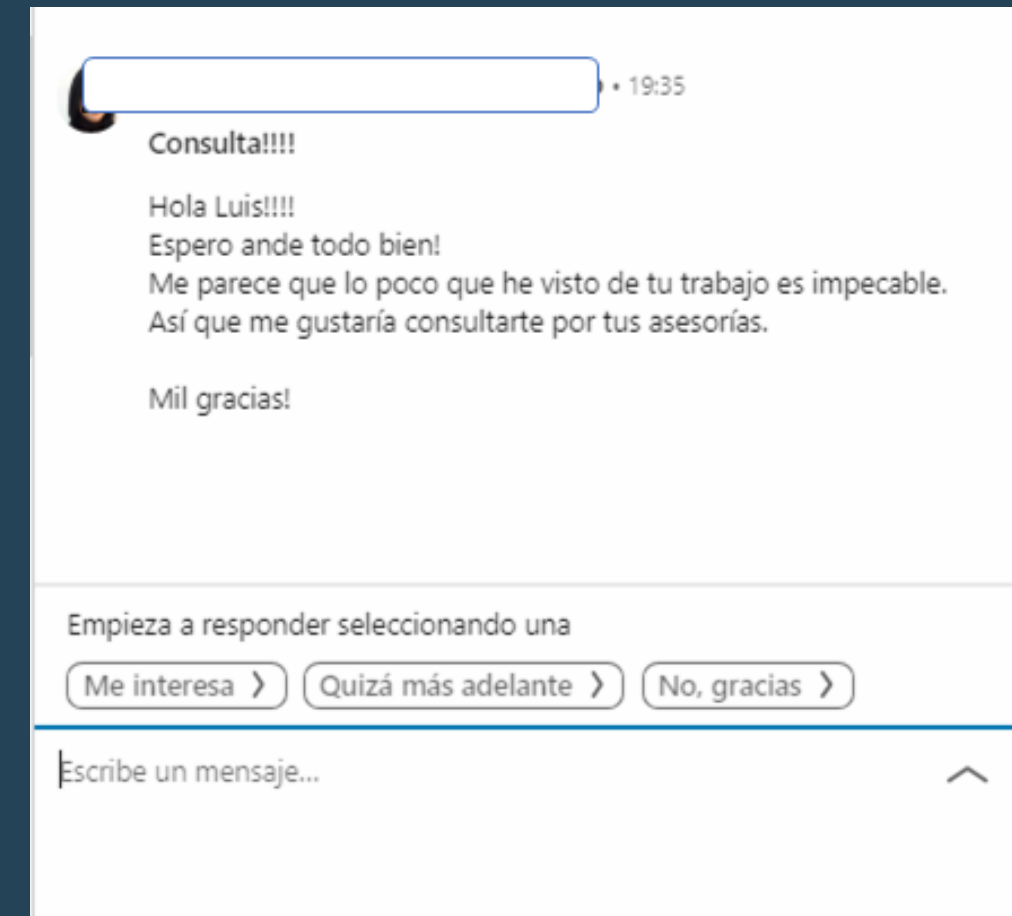 • 19:35
Consulta!!!!
Hola Luis!!!!
Espero ande todo bien!
Me parece que lo poco que he visto de tu trabajo es impecable.
Así que me gustaría consultarte por tus asesorías.
Mil gracias!
Empieza a responder seleccionando una
Me interesa ❯ Quizá más adelante ❯ No, gracias ❯
Escribe un mensaje...